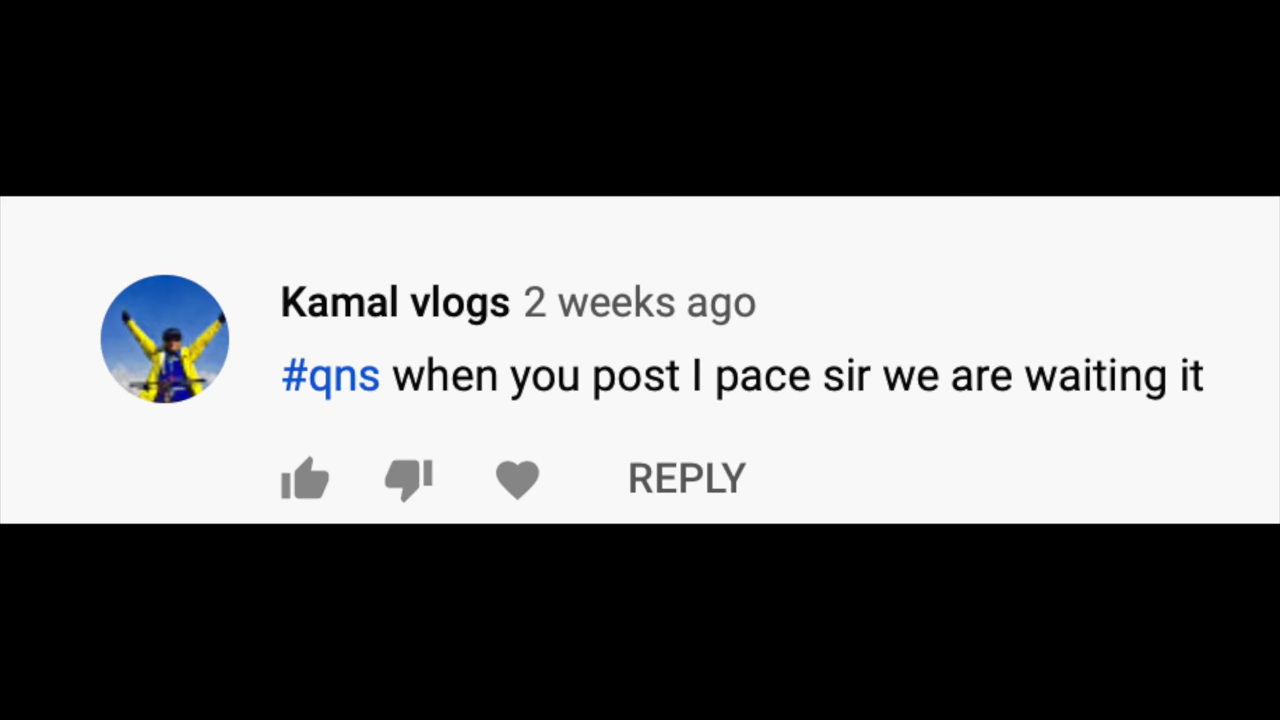 Kamal vlogs 2 weeks ago
#qns when you post I pace sir we are waiting it
REPLY